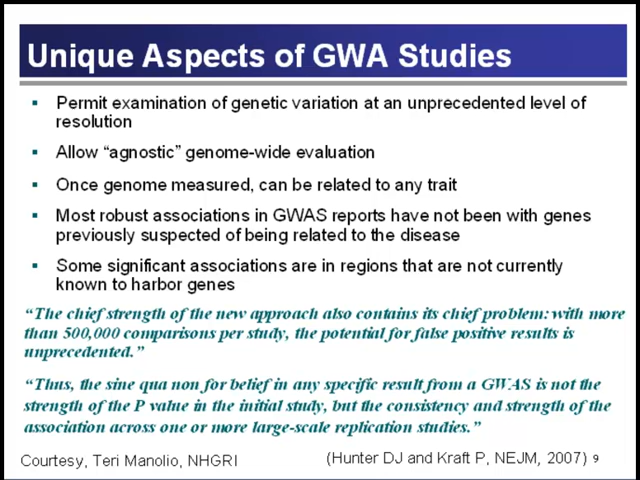 Unique Aspects of GWA Studies
▪ Permit examination of genetic variation at an unprecedented level of
resolution
▪ Allow “agnostic” genome-wide evaluation
▪ Once genome measured, can be related to any trait
▪ Most robust associations in GWAS reports have not been with genes
previously suspected of being related to the disease
▪ Some significant associations are in regions that are not currently
known to harbor genes
“The chief strength of the new approach also contains its chief problem: with more
than 500,000 comparisons per study, the potential for false positive results is
unprecedented.”
“Thus, the sine qua non for belief in any specific result from a GWAS is not the
strength of the P value in the initial study, but the consistency and strength of the
association across one or more large-scale replication studies.”
Courtesy, Teri Manolio, NHGRI
(Hunter DJ and Kraft P, NEJM, 2007) 9